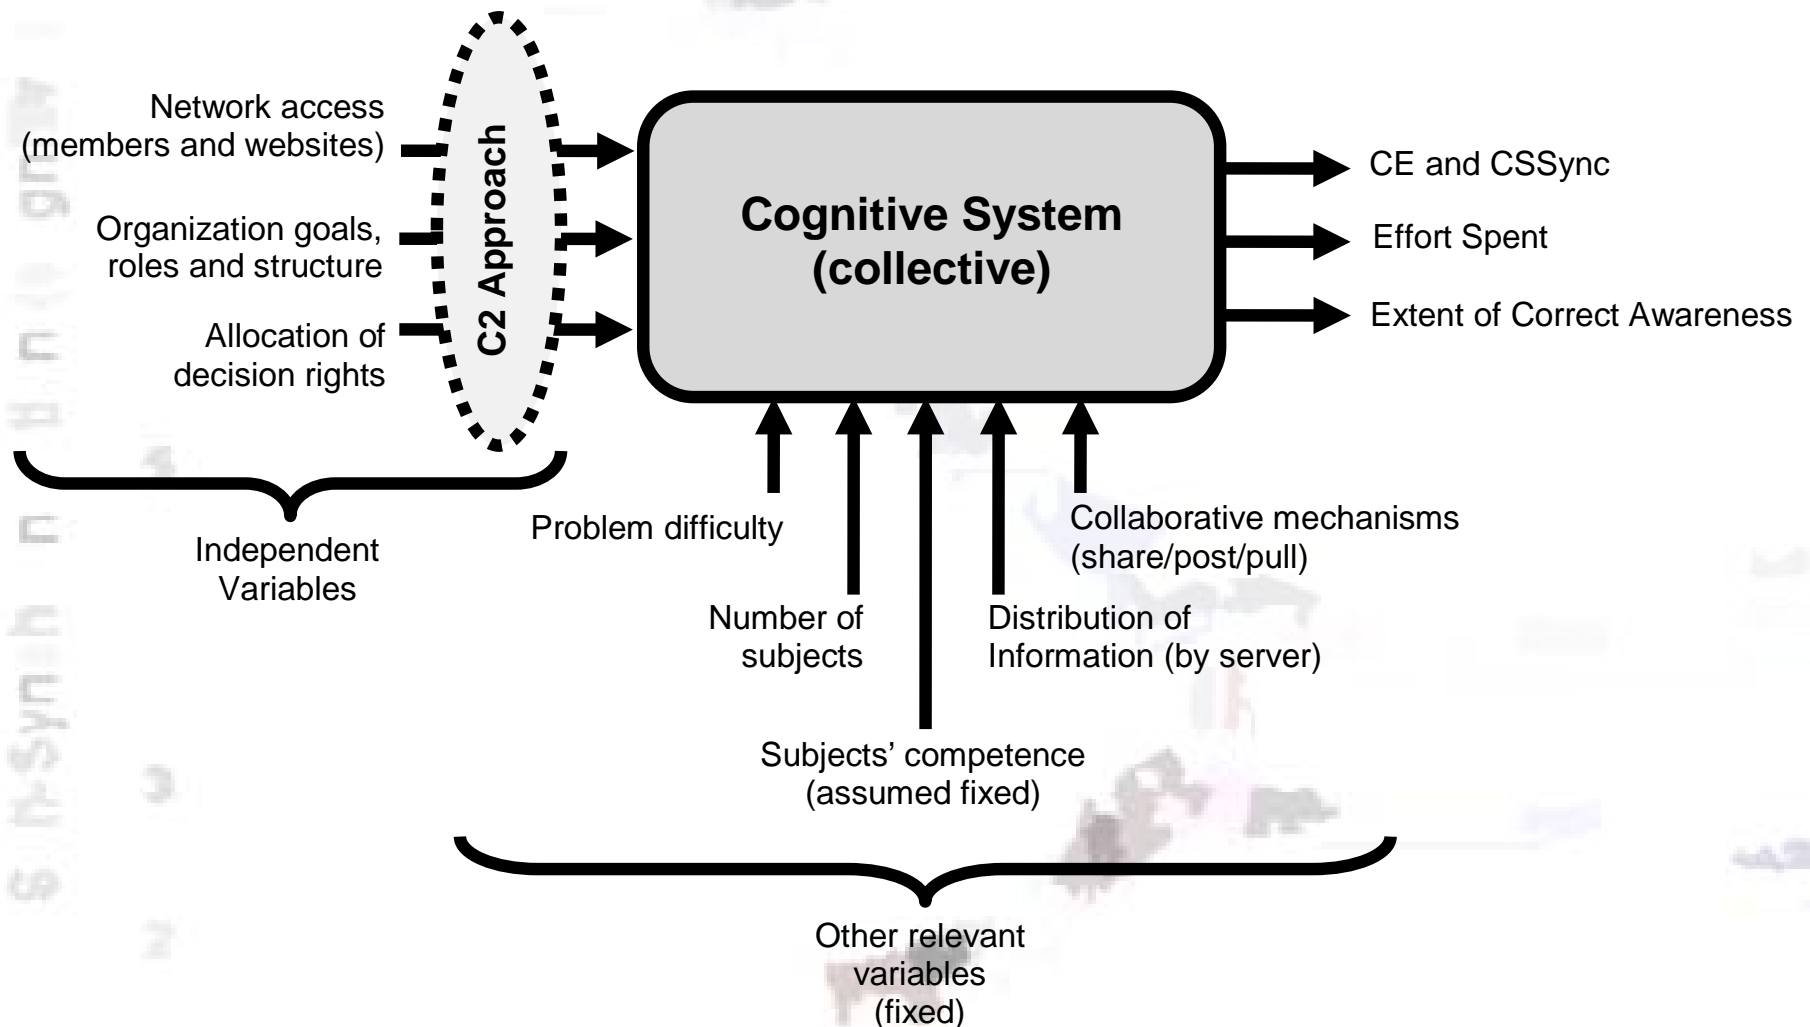 Network access
(members and websites)
Organization goals,
roles and structure
Allocation of
decision rights
C2 Approach
Independent
Variables
Cognitive System
(collective)
CE and CSSync
Effort Spent
Extent of Correct Awareness
Problem difficulty
Number of
subjects
Subjects’ competence
(assumed fixed)
Distribution of
Information (by server)
Collaborative mechanisms
(share/post/pull)
Other relevant
variables
(fixed)